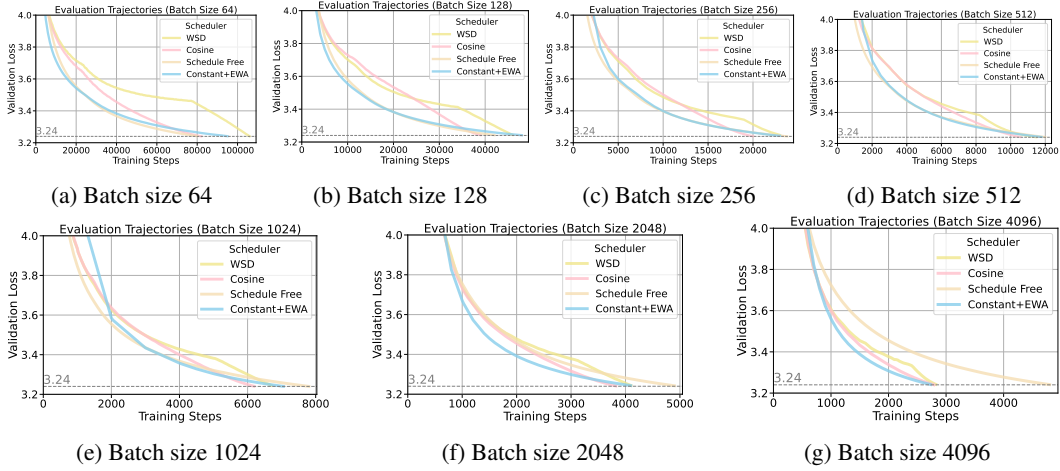 Evaluation Trajectories (Batch Size 64)
4.0
3.8
3.6
3.4
3.2
Validation Loss
3.24
Scheduler
WSD
Cosine
Schedule Free
Constant+EWA
0 20000 40000 60000 80000 100000
Training Steps
(a) Batch size 64
Evaluation Trajectories (Batch Size 128)
4.0
3.8
3.6
3.4
3.2
Validation Loss
3.24
Scheduler
WSD
Cosine
Schedule Free
Constant+EWA
0 10000 20000 30000 40000
Training Steps
(b) Batch size 128
Evaluation Trajectories (Batch Size 256)
4.0
3.8
3.6
3.4
3.2
Validation Loss
3.24
Scheduler
WSD
Cosine
Schedule Free
Constant+EWA
0 5000 10000 15000 20000
Training Steps
(c) Batch size 256
Evaluation Trajectories (Batch Size 512)
4.0
3.8
3.6
3.4
3.2
Validation Loss
3.24
Scheduler
WSD
Cosine
Schedule Free
Constant+EWA
0 2000 4000 6000 8000 10000 12000
Training Steps
(d) Batch size 512
Evaluation Trajectories (Batch Size 1024)
4.0
3.8
3.6
3.4
3.2
Validation Loss
3.24
Scheduler
WSD
Cosine
Schedule Free
Constant+EWA
0 2000 4000 6000 8000
Training Steps
(e) Batch size 1024
Evaluation Trajectories (Batch Size 2048)
4.0
3.8
3.6
3.4
3.2
Validation Loss
3.24
Scheduler
WSD
Cosine
Schedule Free
Constant+EWA
0 1000 2000 3000 4000 5000
Training Steps
(f) Batch size 2048
Evaluation Trajectories (Batch Size 4096)
4.0
3.8
3.6
3.4
3.2
Validation Loss
3.24
Scheduler
WSD
Cosine
Schedule Free
Constant+EWA
0 1000 2000 3000 4000
Training Steps
(g) Batch size 4096